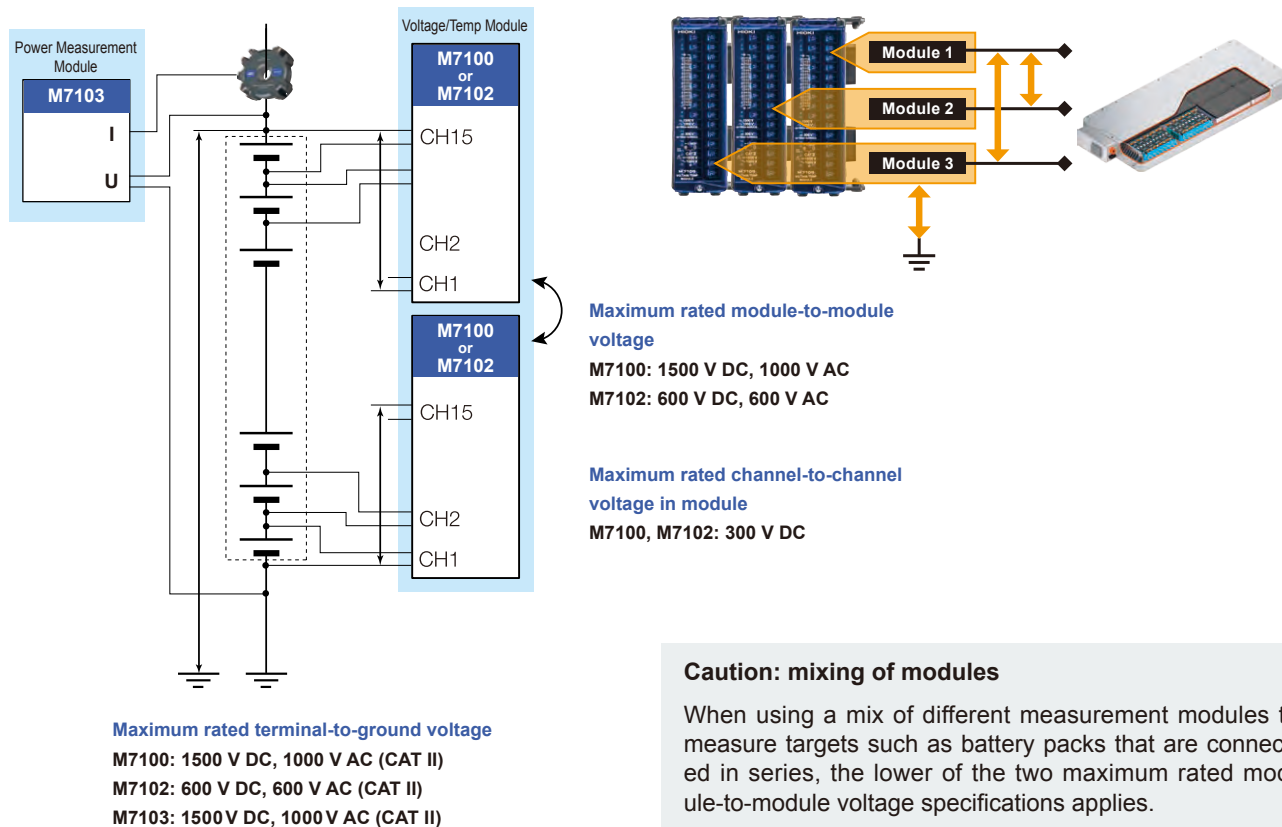 Power Measurement
Module
M7103
I
U
Voltage/Temp Module
M7100
or
M7102
CH15
CH2
CH1
M7100
or
M7102
CH15
CH2
CH1
Maximum rated terminal-to-ground voltage
M7100: 1500 V DC, 1000 V AC (CAT II)
M7102: 600 V DC, 600 V AC (CAT II)
M7103: 1500 V DC, 1000 V AC (CAT II)
HIOKI
HIOKI
HIOKI
Module 1
Module 2
Module 3
Maximum rated module-to-module
voltage
M7100: 1500 V DC, 1000 V AC
M7102: 600 V DC, 600 V AC
Maximum rated channel-to-channel
voltage in module
M7100, M7102: 300 V DC
Caution: mixing of modules
When using a mix of different measurement modules t
measure targets such as battery packs that are connec
ed in series, the lower of the two maximum rated mod
ule-to-module voltage specifications applies.